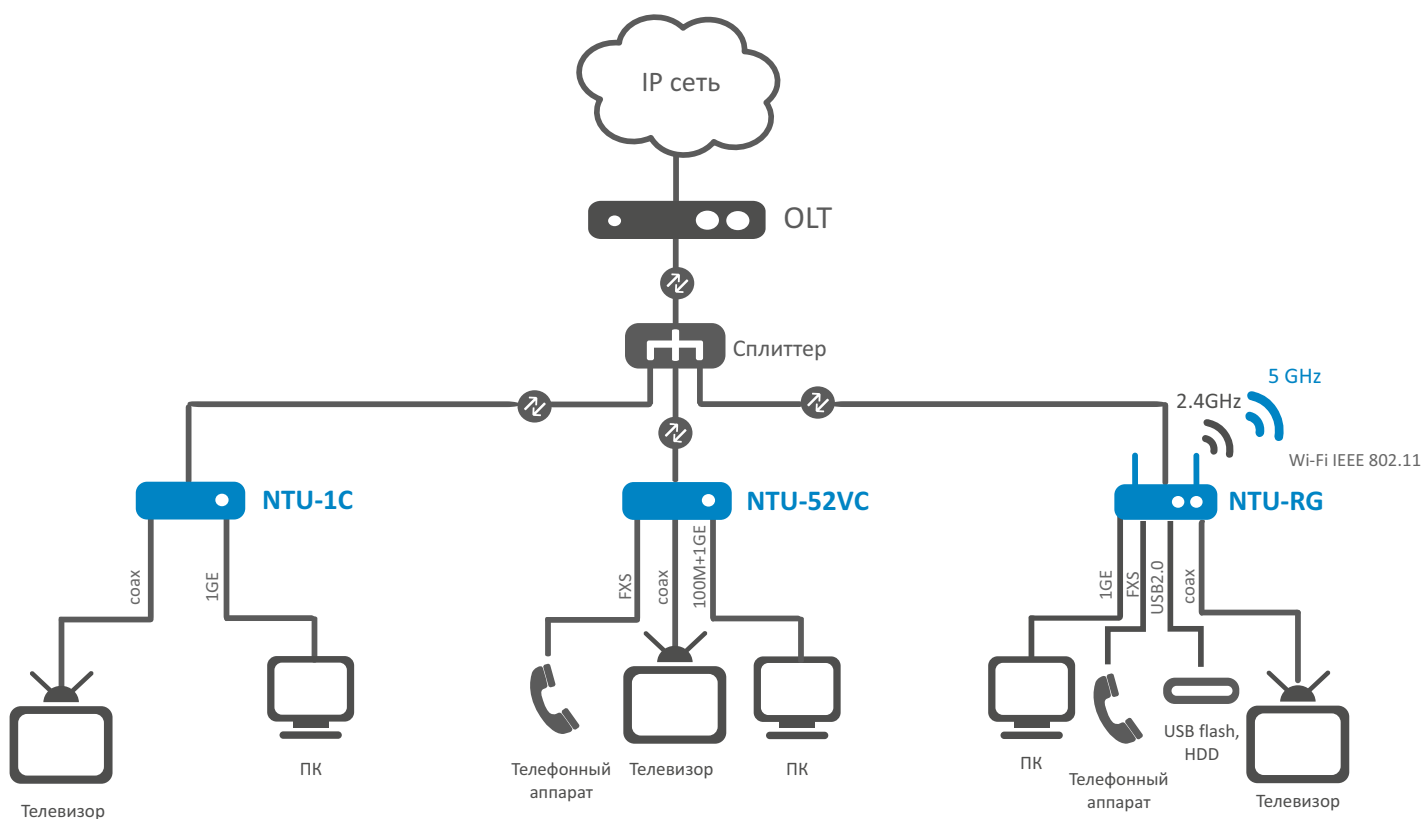 IP сеть
OLT
Сплиттер
5 GHz
2.4GHz
Wi-Fi IEEE 802.11
NTU-1C
NTU-52VC
NTU-RG
coax
1GE
FXS
coax
100M+1GE
1GE
FXS
USB2.0
coax
Телевизор
ПК
Телефонный
аппарат
Телевизор
ПК
ПК
Телефонный
аппарат
USB flash,
HDD
Телевизор